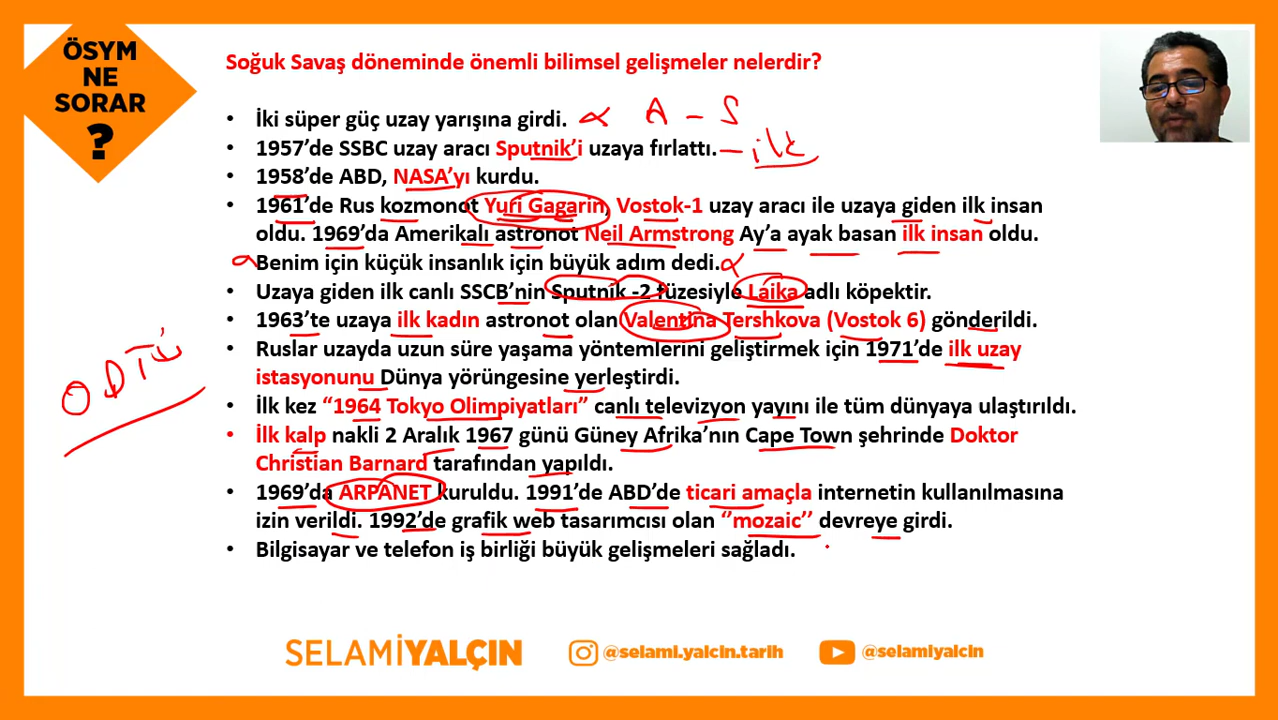 ÖSYM
NE
SORAR
?
Soğuk Savaş döneminde önemli bilimsel gelişmeler nelerdir?
• İki süper güç uzay yarışına girdi. A - S
• 1957’de SSBC uzay aracı Sputnik’i uzaya fırlattı. - ilk
• 1958’de ABD, NASA’yı kurdu.
• 1961’de Rus kozmonot Yuri Gagarin, Vostok-1 uzay aracı ile uzaya giden ilk insan
oldu. 1969’da Amerikalı astronot Neil Armstrong Ay’a ayak basan ilk insan oldu.
Benim için küçük insanlık için büyük adım dedi.
• Uzaya giden ilk canlı SSCB’nin Sputnik -2 füzesiyle Laika adlı köpektir.
• 1963’te uzaya ilk kadın astronot olan Valentina Tershkova (Vostok 6) gönderildi.
• Ruslar uzayda uzun süre yaşama yöntemlerini geliştirmek için 1971’de ilk uzay
istasyonunu Dünya yörüngesine yerleştirdi.
ODTÜ
• İlk kez “1964 Tokyo Olimpiyatları” canlı televizyon yayını ile tüm dünyaya ulaştırıldı.
• İlk kalp nakli 2 Aralık 1967 günü Güney Afrika’nın Cape Town şehrinde Doktor
Christian Barnard tarafından yapıldı.
• 1969’da ARPANET kuruldu. 1991’de ABD’de ticari amaçla internetin kullanılmasına
izin verildi. 1992’de grafik web tasarımcısı olan ‘‘mozaic’’ devreye girdi.
• Bilgisayar ve telefon iş birliği büyük gelişmeleri sağladı.
SELAMİYALÇIN @selami.yalcin.tarih @selamiyalcin